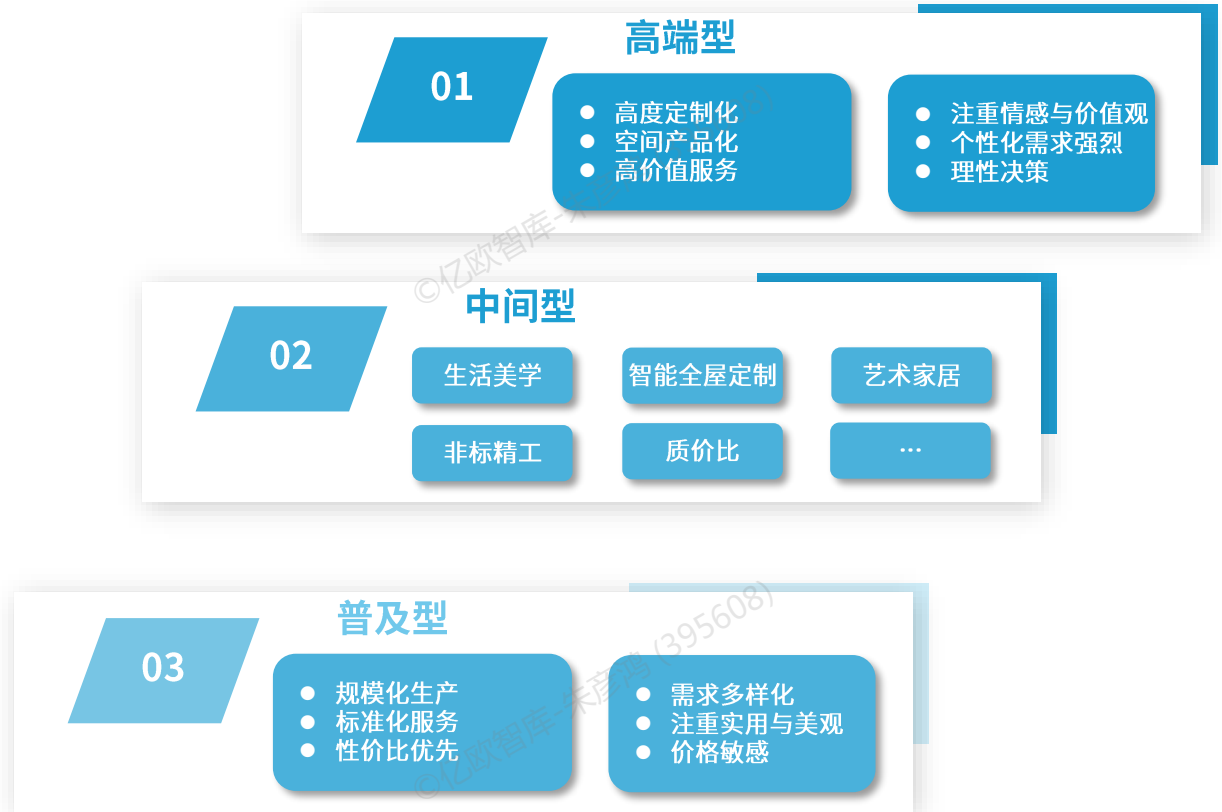 高端型
01
高度定制化
空间产品化
高价值服务
注重情感与价值观
个性化需求强烈
理性决策
中间型
02
生活美学
智能全屋定制
艺术家居
非标精工
质价比
...
普及型
03
规模化生产
标准化服务
性价比优先
需求多样化
注重实用与美观
价格敏感
©亿欧智库-朱彦鸿 (395608)